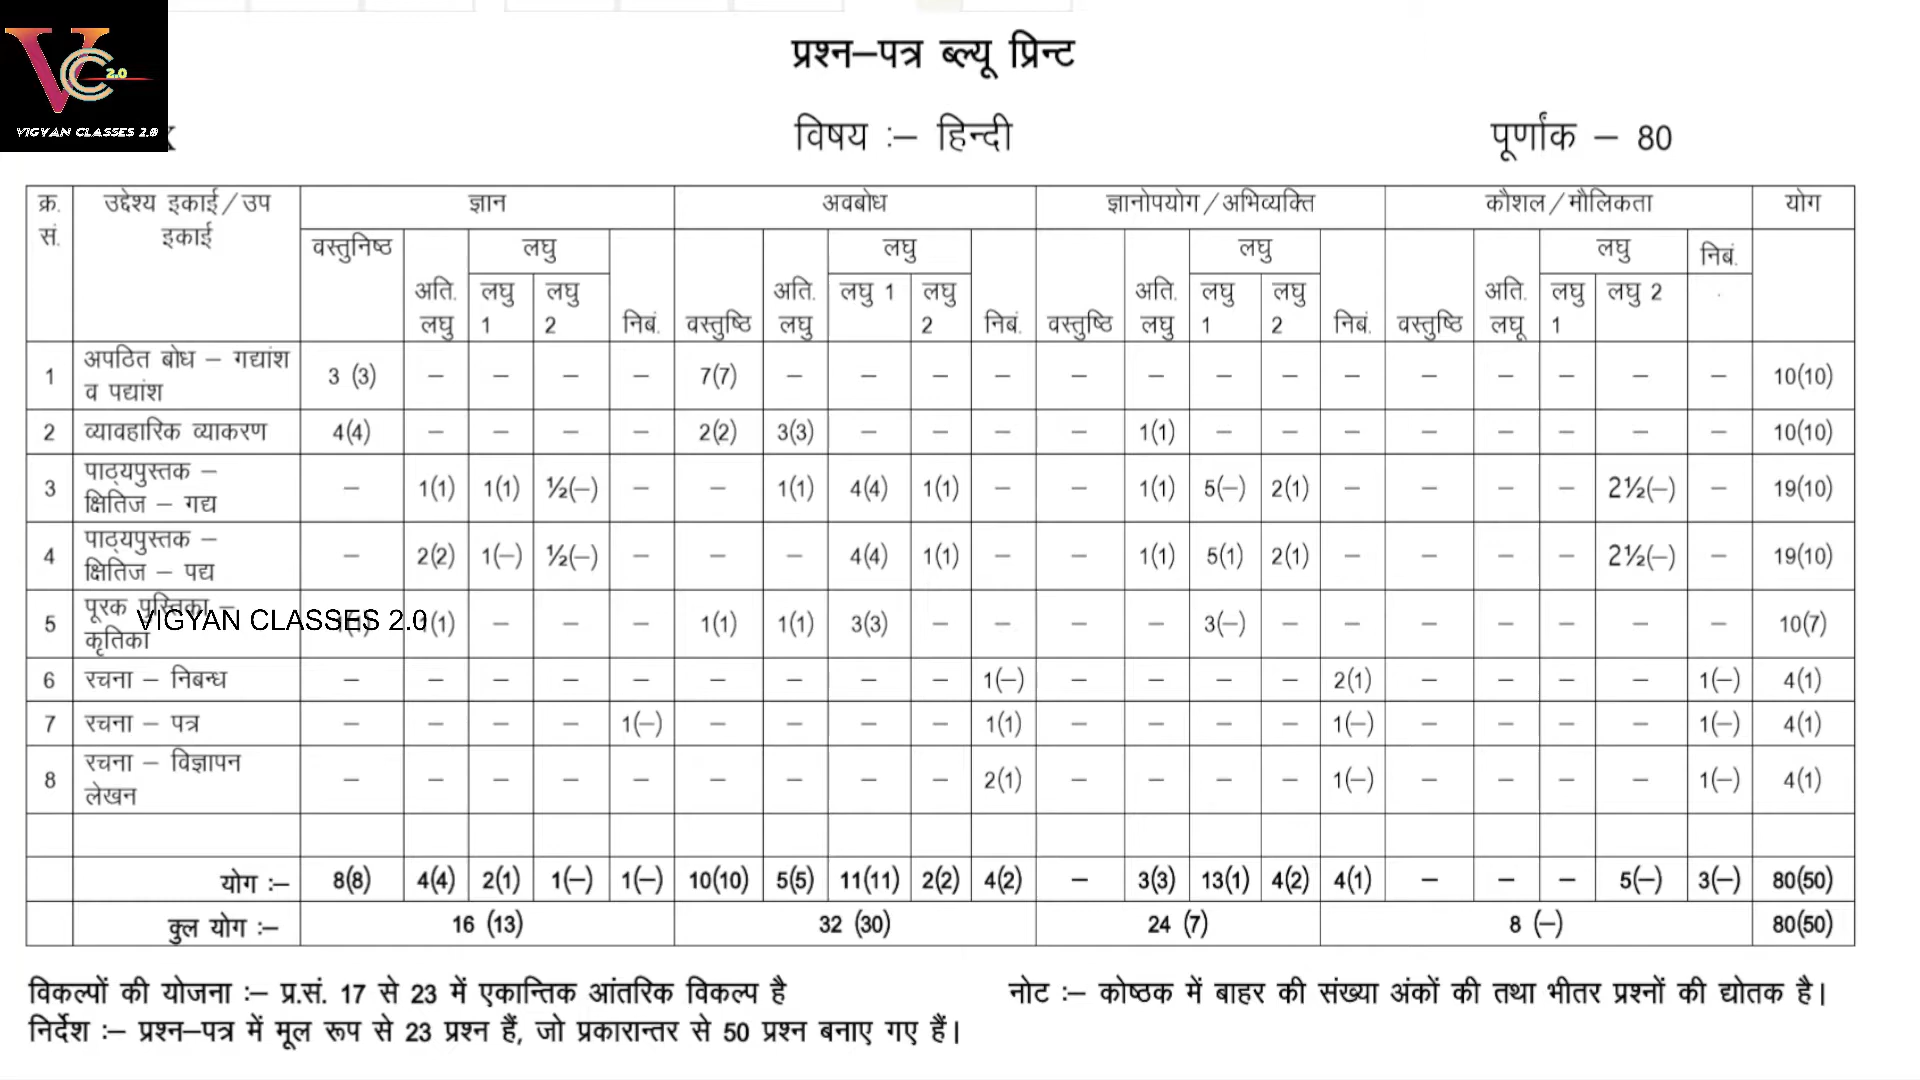 VC 2.0
VIGYAN CLASSES 2.0
प्रश्न–पत्र ब्ल्यू प्रिन्ट
विषय :– हिन्दी
पूर्णांक – 80
क्र. सं. उद्देश्य इकाई/उप इकाई ज्ञान अवबोध ज्ञानोपयोग/अभिव्यक्ति कौशल/मौलिकता योग
वस्तुनिष्ठ लघु लघु लघु लघु निबं.
अति. लघु लघु 1 लघु 2 निबं. वस्तुष्ठि अति. लघु लघु 1 लघु 2 निबं. वस्तुष्ठि अति. लघु लघु 1 लघु 2 निबं. वस्तुष्ठि अति. लघू लघु 1 लघु 2
1 अपठित बोध – गद्यांश व पद्यांश 3 (3) – – – – 7(7) – – – – – – – – – – – – – – 10(10)
2 व्यावहारिक व्याकरण 4(4) – – – – 2(2) 3(3) – – – – 1(1) – – – – – – – – 10(10)
3 पाठ्यपुस्तक – क्षितिज – गद्य – 1(1) 1(1) ½(–) – – 1(1) 4(4) 1(1) – – 1(1) 5(–) 2(1) – – – – 2½(–) – 19(10)
4 पाठ्यपुस्तक – क्षितिज – पद्य – 2(2) 1(–) ½(–) – – – 4(4) 1(1) – – 1(1) 5(1) 2(1) – – – – 2½(–) – 19(10)
5 पूरक पुस्तिका – कृतिका 1(1) – – – 1(1) 1(1) 3(3) – – – – 3(–) – – – – – – – 10(7)
VIGYAN CLASSES 2.0
6 रचना – निबन्ध – – – – – – – – – 1(–) – – – – 2(1) – – – – 1(–) 4(1)
7 रचना – पत्र – – – – 1(–) – – – – 1(1) – – – – 1(–) – – – – 1(–) 4(1)
8 रचना – विज्ञापन लेखन – – – – – – – – – 2(1) – – – – 1(–) – – – – 1(–) 4(1)
योग :– 8(8) 4(4) 2(1) 1(–) 1(–) 10(10) 5(5) 11(11) 2(2) 4(2) – 3(3) 13(1) 4(2) 4(1) – – – 5(–) 3(–) 80(50)
कुल योग :– 16 (13) 32 (30) 24 (7) 8 (–) 80(50)
विकल्पों की योजना :– प्र.सं. 17 से 23 में एकान्तिक आंतरिक विकल्प है
नोट :– कोष्ठक में बाहर की संख्या अंकों की तथा भीतर प्रश्नों की द्योतक है।
निर्देश :– प्रश्न–पत्र में मूल रूप से 23 प्रश्न हैं, जो प्रकारान्तर से 50 प्रश्न बनाए गए हैं।